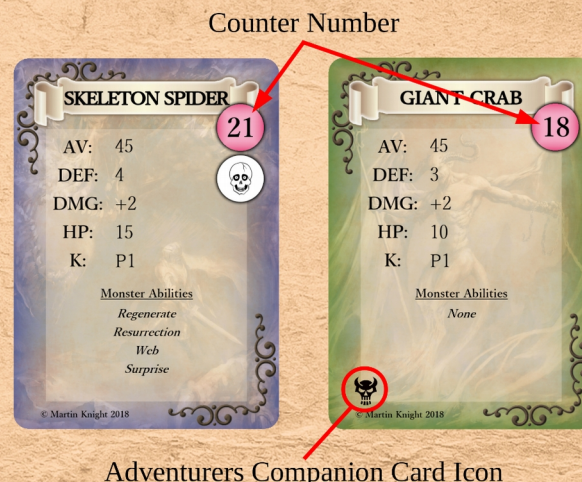 Counter Number
SKELETON SPIDER
21
AV: 45
DEF: 4
DMG: +2
HP: 15
K: P1
Monster Abilities
Regenerate
Resurrection
Web
Surprise
© Martin Knight 2018
GIANT CRAB
18
AV: 45
DEF: 3
DMG: +2
HP: 10
K: P1
Monster Abilities
None
© Martin Knight 2018
Adventurers Companion Card Icon